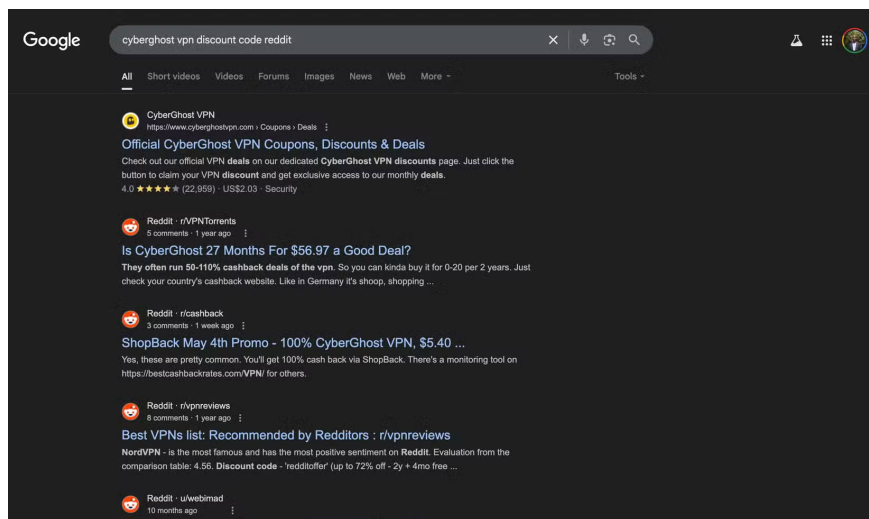 Google
cyberghost vpn discount code reddit
All Short videos Videos Forums Images News Web More Tools
CyberGhost VPN
https://www.cyberghostvpn.com › Coupons › Deals
Official CyberGhost VPN Coupons, Discounts & Deals
Check out our official VPN deals on our dedicated CyberGhost VPN discounts page. Just click the
button to claim your VPN discount and get exclusive access to our monthly deals.
4.0 ★★★★★ (22,959) · US$2.03 · Security
Reddit · r/VPNTorrents
5 comments · 1 year ago
Is CyberGhost 27 Months For $56.97 a Good Deal?
They often run 50-110% cashback deals of the vpn. So you can kinda buy it for 0-20 per 2 years. Just
check your country's cashback website. Like in Germany it's shoop, shopping ...
Reddit · r/cashback
3 comments · 1 week ago
ShopBack May 4th Promo - 100% CyberGhost VPN, $5.40 ...
Yes, these are pretty common. You'll get 100% cash back via ShopBack. There's a monitoring tool on
https://bestcashbackrates.com/VPN/ for others.
Reddit · r/vpnreviews
8 comments · 1 year ago
Best VPNs list: Recommended by Redditors : r/vpnreviews
NordVPN - is the most famous and has the most positive sentiment on Reddit. Evaluation from the
comparison table: 4.56. Discount code - 'redditoffer' (up to 72% off - 2y + 4mo free ...
Reddit · u/webimad
10 months ago